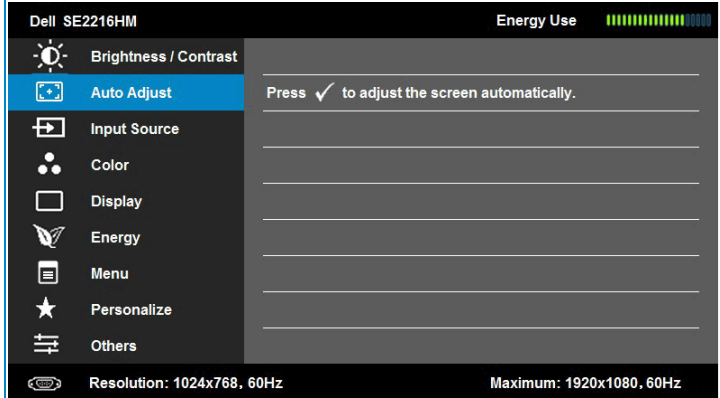 Dell SE2216HM Energy Use
Brightness / Contrast
Auto Adjust Press ✓ to adjust the screen automatically.
Input Source
Color
Display
Energy
Menu
Personalize
Others
Resolution: 1024x768, 60Hz Maximum: 1920x1080, 60Hz